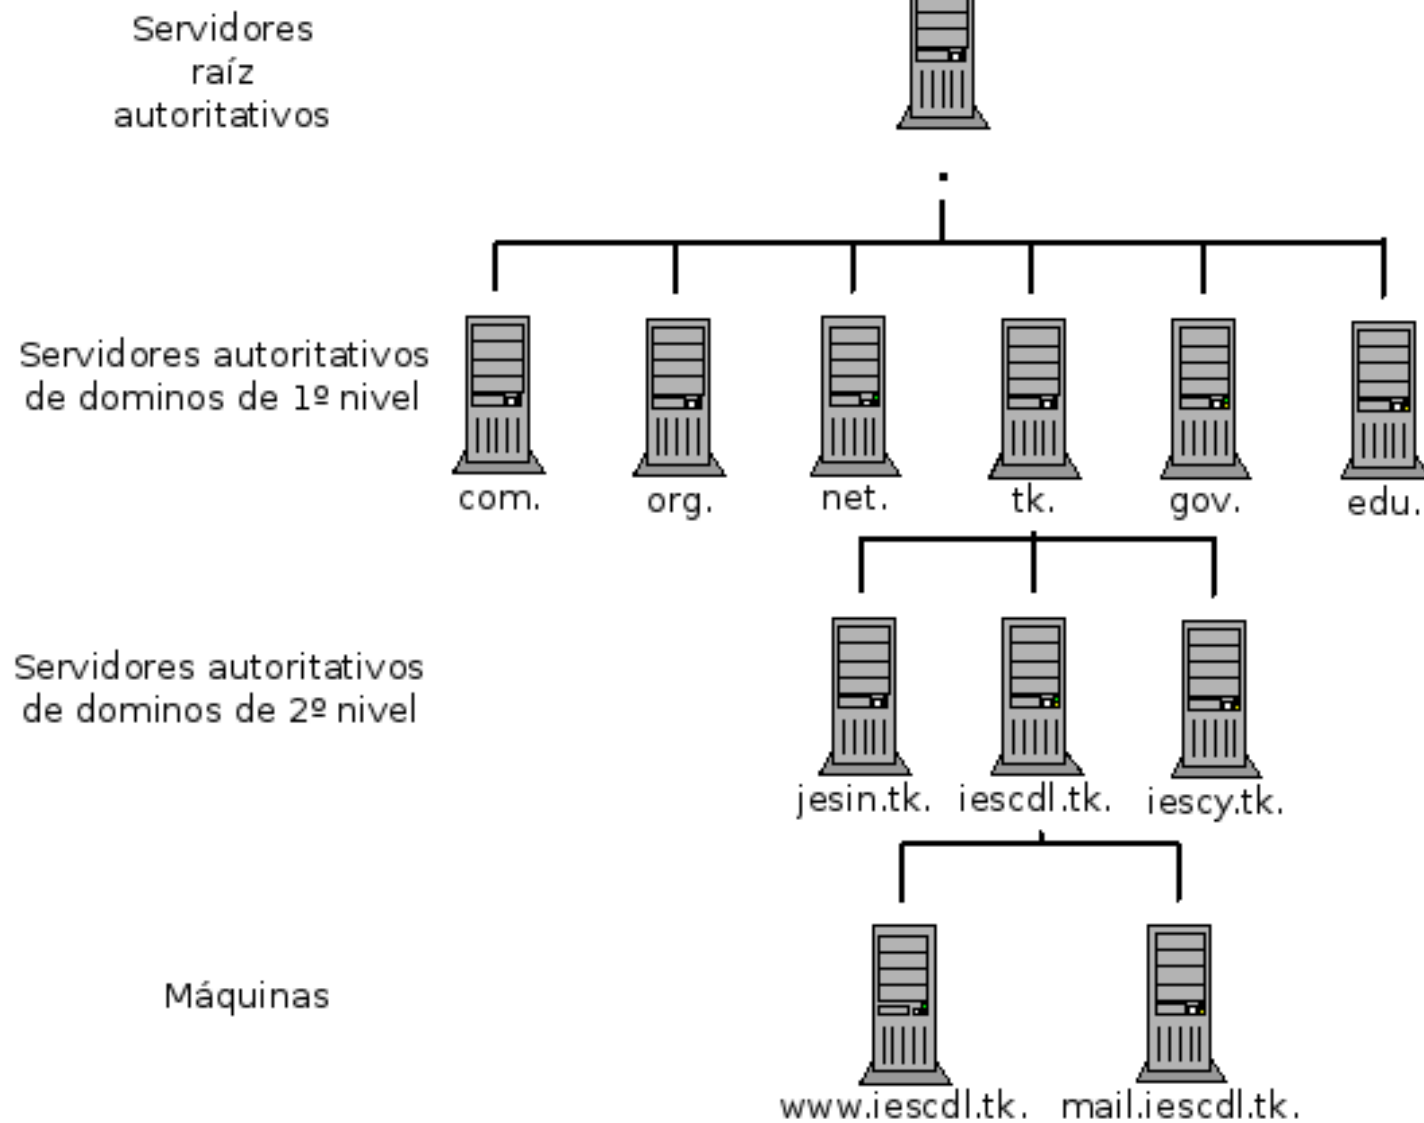 Servidores
raíz
autoritativos
.
Servidores autoritativos
de dominos de 1º nivel
com.
org.
net.
tk.
gov.
edu.
Servidores autoritativos
de dominos de 2º nivel
jesin.tk.
iescdl.tk.
iescy.tk.
Máquinas
www.iescdl.tk.
mail.iescdl.tk.